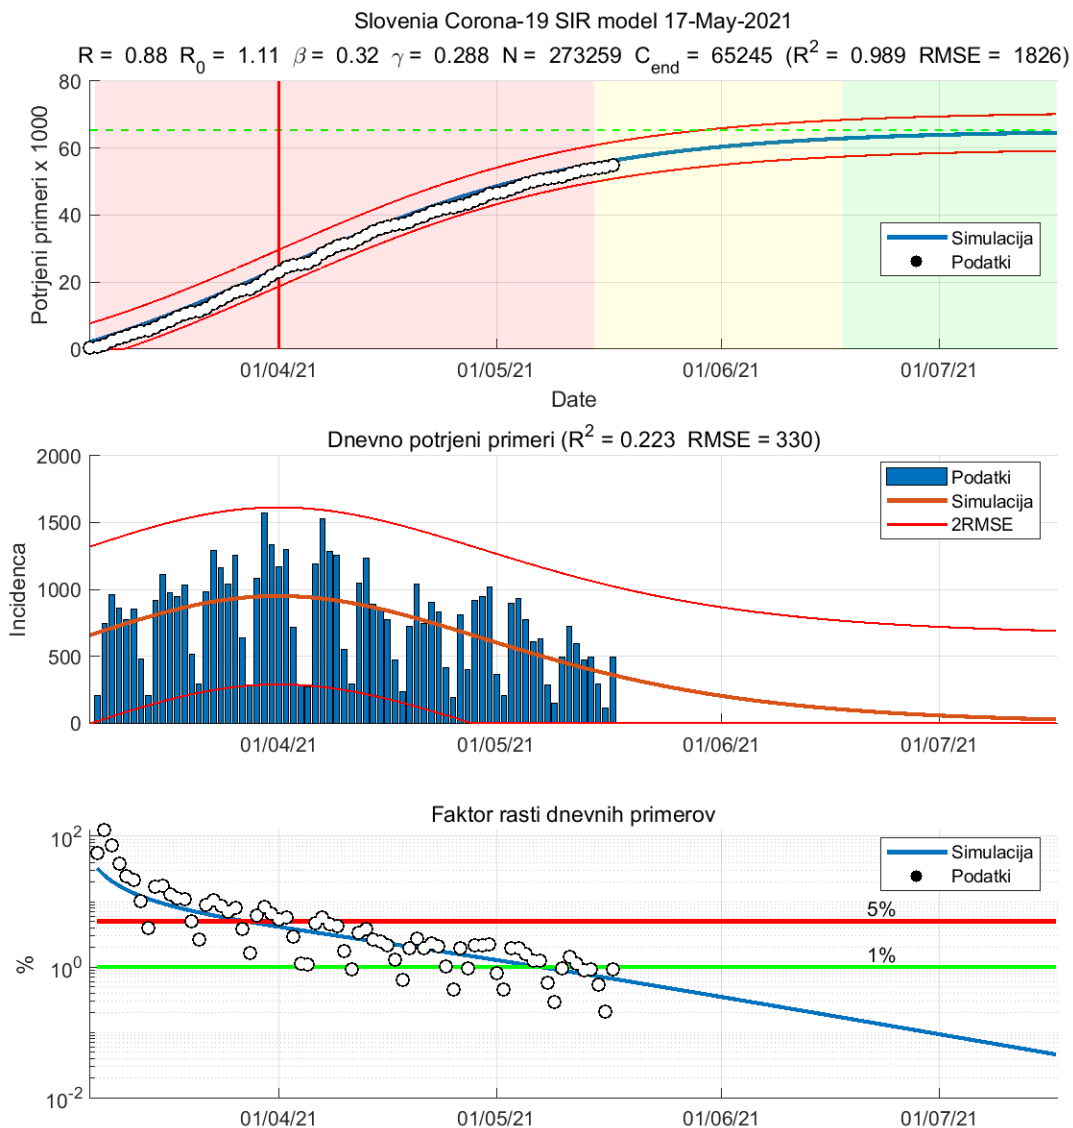 Slovenia Corona-19 SIR model 17-May-2021
R = 0.88 R0 = 1.11 β = 0.32 γ = 0.288 N = 273259 Cend = 65245 (R2 = 0.989 RMSE = 1826)
Potrjeni primeri x 1000
80
60
40
20
0
Simulacija
Podatki
01/04/21 01/05/21 01/06/21 01/07/21
Date
Dnevno potrjeni primeri (R2 = 0.223 RMSE = 330)
Incidenca
2000
1500
1000
500
0
Podatki
Simulacija
2RMSE
01/04/21 01/05/21 01/06/21 01/07/21
Faktor rasti dnevnih primerov
%
10^2
10^0
10^-2
Simulacija
Podatki
5%
1%
01/04/21 01/05/21 01/06/21 01/07/21